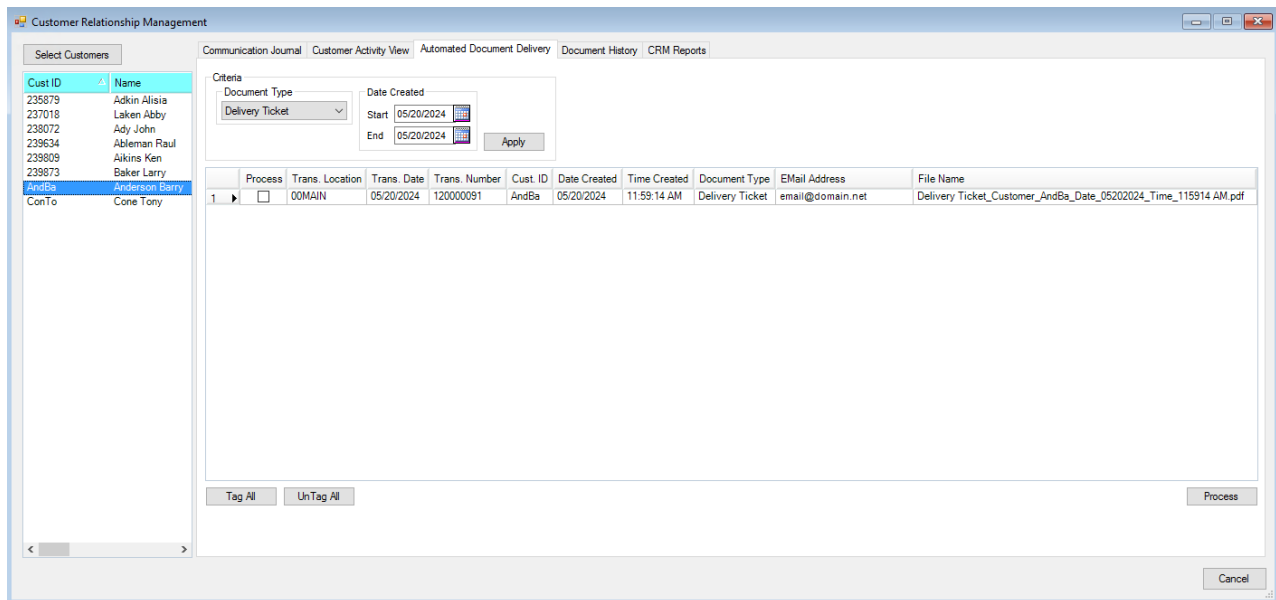 Customer Relationship Management
Select Customers
Communication Journal Customer Activity View Automated Document Delivery Document History CRM Reports
Cust ID Name
235879 Adkin Alisia
237018 Laken Abby
238072 Ady John
239634 Ableman Raul
239809 Aikins Ken
239873 Baker Larry
AndBa Anderson Barry
ConTo Cone Tony
Criteria
Document Type
Delivery Ticket
Date Created
Start 05/20/2024
End 05/20/2024
Apply
Process Trans. Location Trans. Date Trans. Number Cust. ID Date Created Time Created Document Type EMail Address File Name
1 00MAIN 05/20/2024 120000091 AndBa 05/20/2024 11:59:14 AM Delivery Ticket email@domain.net Delivery Ticket_Customer_AndBa_Date_05202024_Time_115914 AM.pdf
Tag All UnTag All Process
Cancel